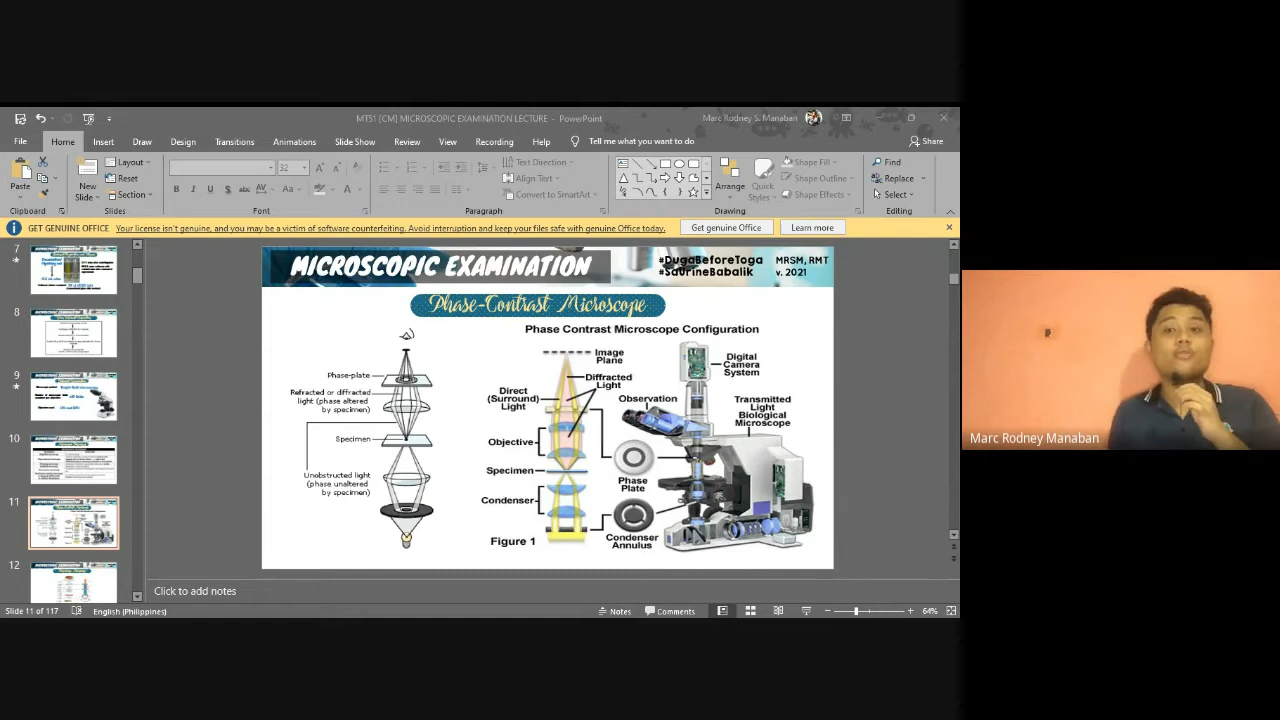 MT51 [CM] MICROSCOPIC EXAMINATION LECTURE - PowerPoint
Marc Rodney S. Manaban
File
Home
Insert
Draw
Design
Transitions
Animations
Slide Show
Review
View
Recording
Help
Tell me what you want to do
Share
Paste
New
Slide
Layout
Reset
Section
32
Text Direction
Align Text
Convert to SmartArt
Arrange
Quick
Styles
Shape Fill
Shape Outline
Shape Effects
Find
Replace
Select
Clipboard
Slides
Font
Paragraph
Drawing
Editing
GET GENUINE OFFICE Your license isn't genuine, and you may be a victim of software counterfeiting. Avoid interruption and keep your files safe with genuine Office today.
Get genuine Office
Learn more
7
8
9
10
11
12
MICROSCOPIC EXAMINATION
#DugaBeforeToga
#SaUrineBabalik
MRSM, RMT
v. 2021
Phase-Contrast Microscope
Phase-plate
Refracted or diffracted
light (phase altered
by specimen)
Specimen
Unobstructed light
(phase unaltered
by specimen)
Phase Contrast Microscope Configuration
Image
Plane
Diffracted
Light
Direct
(Surround)
Light
Objective
Specimen
Condenser
Figure 1
Observation
Phase
Plate
Condenser
Annulus
Digital
Camera
System
Transmitted
Light
Biological
Microscope
Marc Rodney Manaban
Click to add notes
Slide 11 of 117
English (Philippines)
Notes
Comments
64%